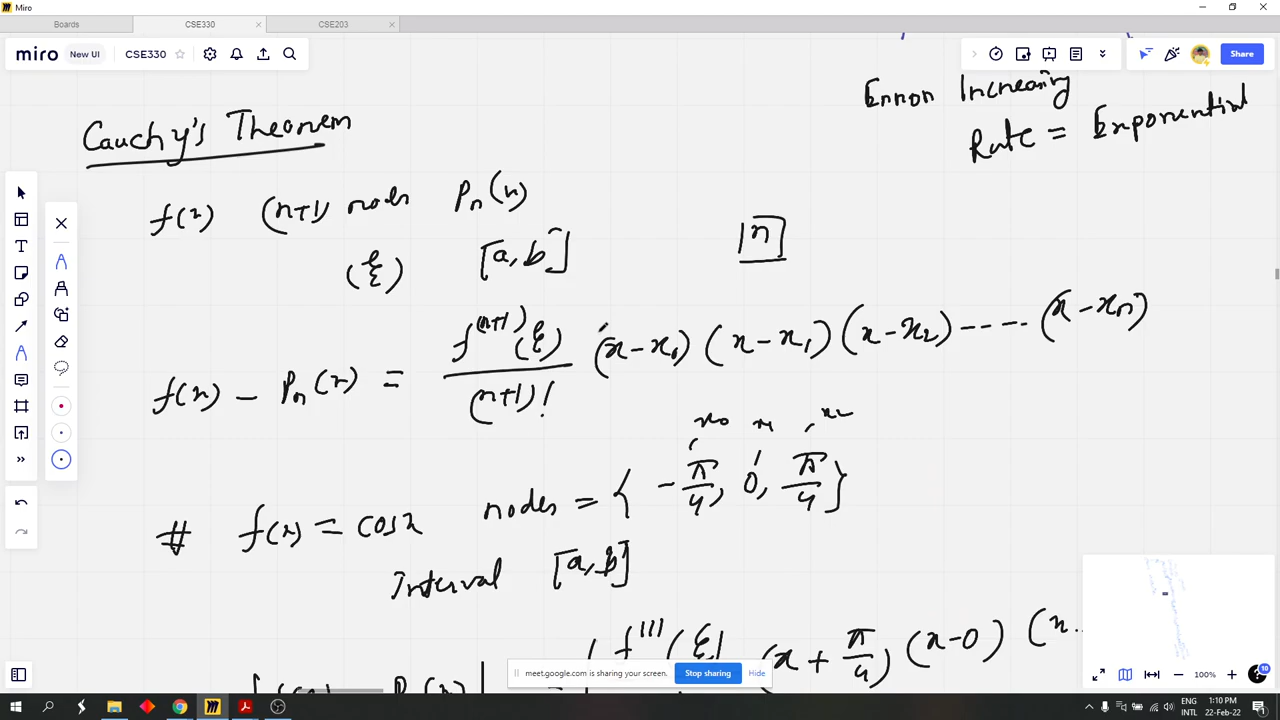 Miro
Boards
CSE330
CSE203
miro New UI CSE330
Share
Error Increasing
Rate = Exponential
Cauchy's Theorem
f(x) (n+1) nodes Pn(x)
(ξ) [a, b] n
f(x) - Pn(x) = f^(n+1)(ξ) / (n+1)! (x-x0) (x-x1) (x-x2) ---- (x-xn)
x0 x1 x2
# f(x) = cosx nodes = { -π/4, 0, π/4 }
Interval [a, b]
f'''(ξ) (x + π/4) (x-0) (x
meet.google.com is sharing your screen. Stop sharing Hide
100%
10
ENG
INTL
1:10 PM
22-Feb-22